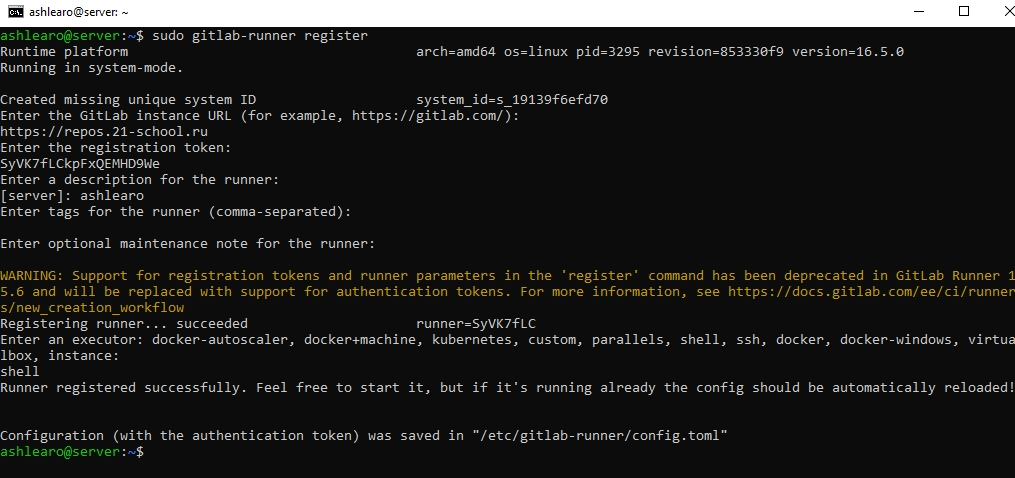 ashlearo@server: ~
ashlearo@server:~$ sudo gitlab-runner register
Runtime platform                                    arch=amd64 os=linux pid=3295 revision=853330f9 version=16.5.0
Running in system-mode.
Created missing unique system ID                    system_id=s_19139f6efd70
Enter the GitLab instance URL (for example, https://gitlab.com/):
https://repos.21-school.ru
Enter the registration token:
SyVK7fLCkpFxQEMHD9We
Enter a description for the runner:
[server]: ashlearo
Enter tags for the runner (comma-separated):
Enter optional maintenance note for the runner:
WARNING: Support for registration tokens and runner parameters in the 'register' command has been deprecated in GitLab Runner 1
5.6 and will be replaced with support for authentication tokens. For more information, see https://docs.gitlab.com/ee/ci/runner
s/new_creation_workflow
Registering runner... succeeded                     runner=SyVK7fLC
Enter an executor: docker-autoscaler, docker+machine, kubernetes, custom, parallels, shell, ssh, docker, docker-windows, virtua
lbox, instance:
shell
Runner registered successfully. Feel free to start it, but if it's running already the config should be automatically reloaded!
Configuration (with the authentication token) was saved in "/etc/gitlab-runner/config.toml"
ashlearo@server:~$